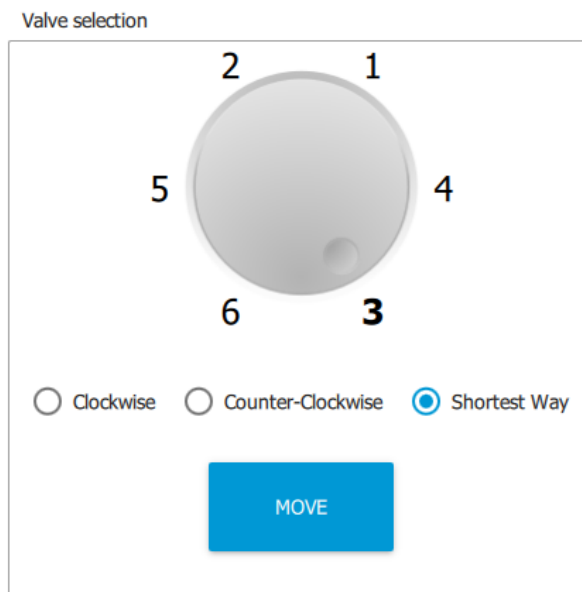 Valve selection
2 1
5 4
6 3
Clockwise Counter-Clockwise Shortest Way
MOVE